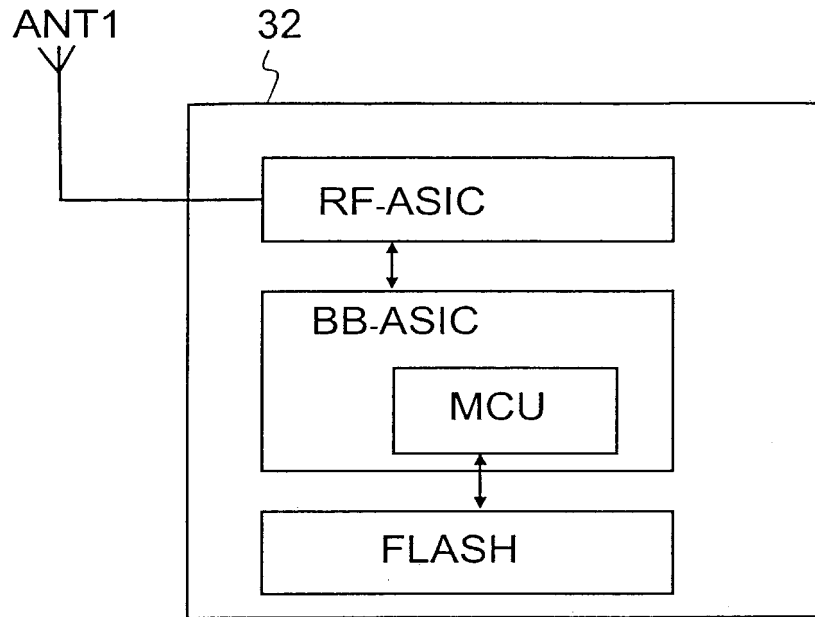 ANT1
32
RF-ASIC
BB-ASIC
MCU
FLASH